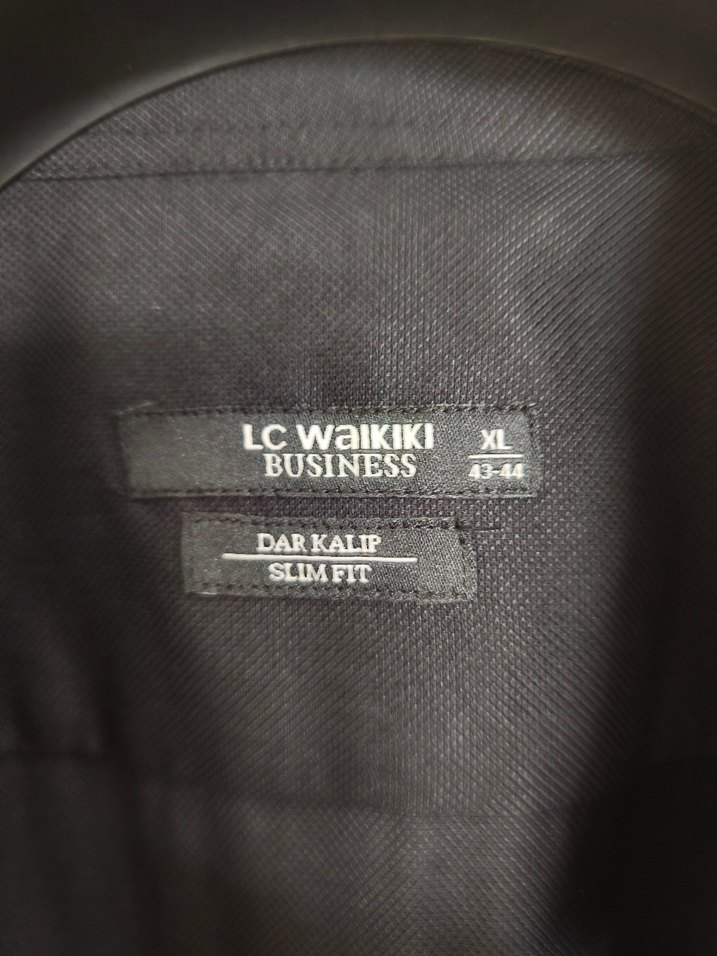 LC WAIKIKI XL
BUSINESS 43-44
DAR KALIP
SLIM FIT